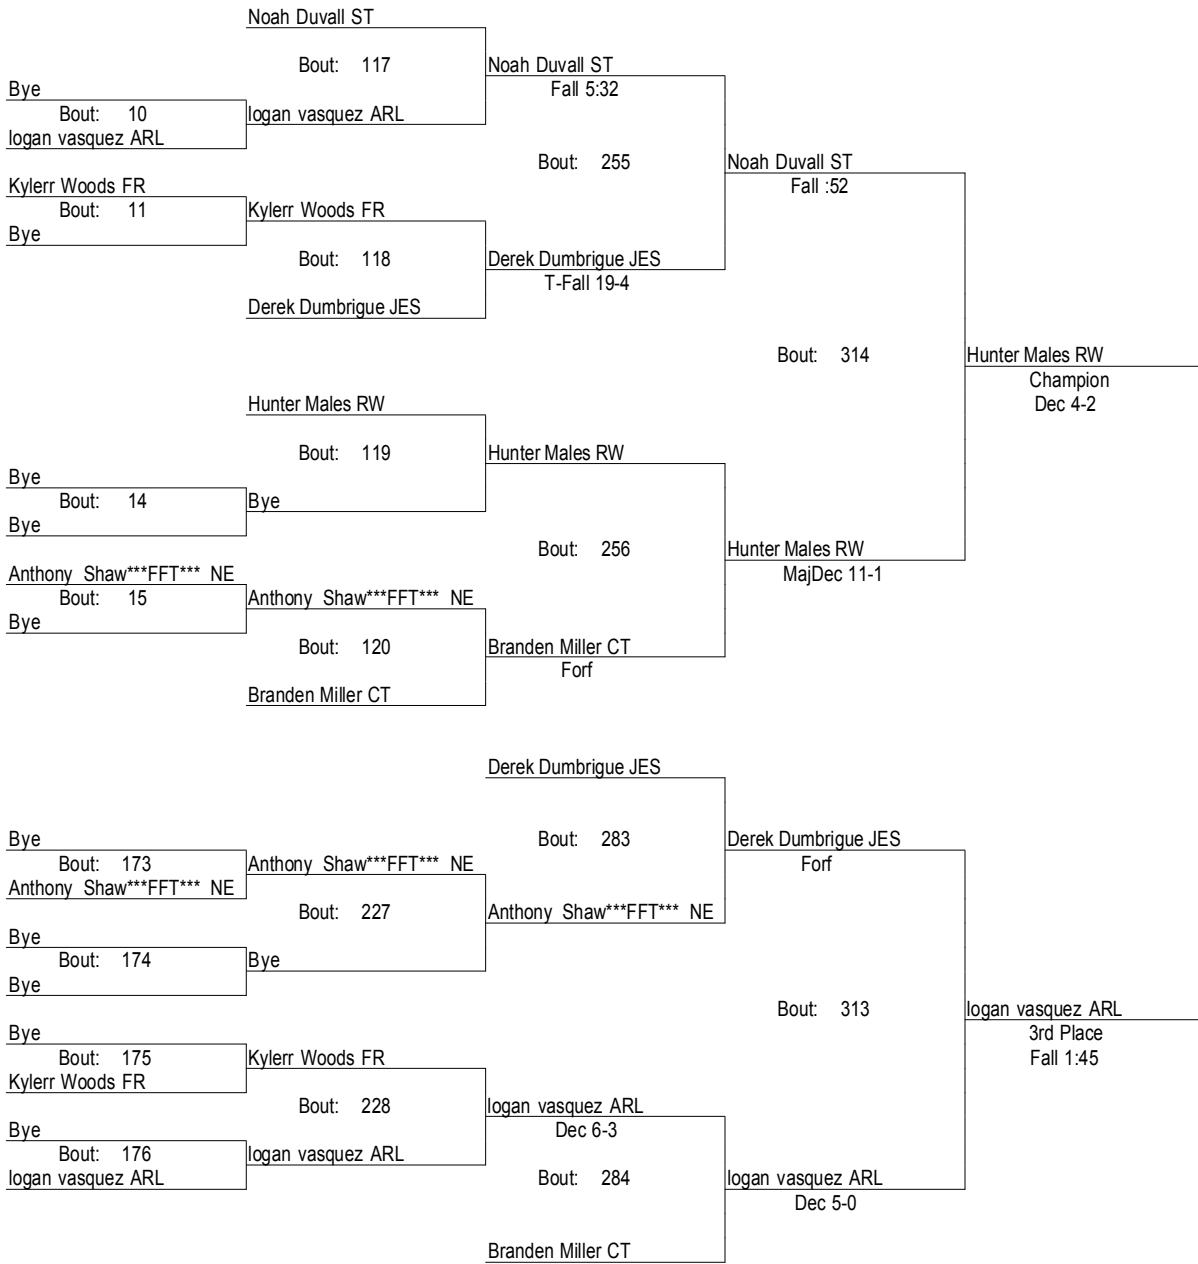 Noah Duvall ST
Bout: 117
Noah Duvall ST
Fall 5:32
Bye
Bout: 10
logan vasquez ARL
logan vasquez ARL
Bout: 255
Noah Duvall ST
Fall :52
Kylerr Woods FR
Bout: 11
Kylerr Woods FR
Bye
Bout: 118
Derek Dumbrigue JES
T-Fall 19-4
Derek Dumbrigue JES
Bout: 314
Hunter Males RW
Champion
Dec 4-2
Hunter Males RW
Bout: 119
Hunter Males RW
Bye
Bout: 14
Bye
Bye
Bout: 256
Hunter Males RW
MajDec 11-1
Anthony Shaw***FFT*** NE
Bout: 15
Anthony Shaw***FFT*** NE
Bye
Bout: 120
Branden Miller CT
Forf
Branden Miller CT
Derek Dumbrigue JES
Bout: 283
Derek Dumbrigue JES
Forf
Bye
Bout: 173
Anthony Shaw***FFT*** NE
Anthony Shaw***FFT*** NE
Bout: 227
Anthony Shaw***FFT*** NE
Bye
Bout: 174
Bye
Bye
Bout: 313
logan vasquez ARL
3rd Place
Fall 1:45
Bye
Bout: 175
Kylerr Woods FR
Kylerr Woods FR
Bout: 228
logan vasquez ARL
Dec 6-3
Bye
Bout: 176
logan vasquez ARL
logan vasquez ARL
Bout: 284
logan vasquez ARL
Dec 5-0
Branden Miller CT